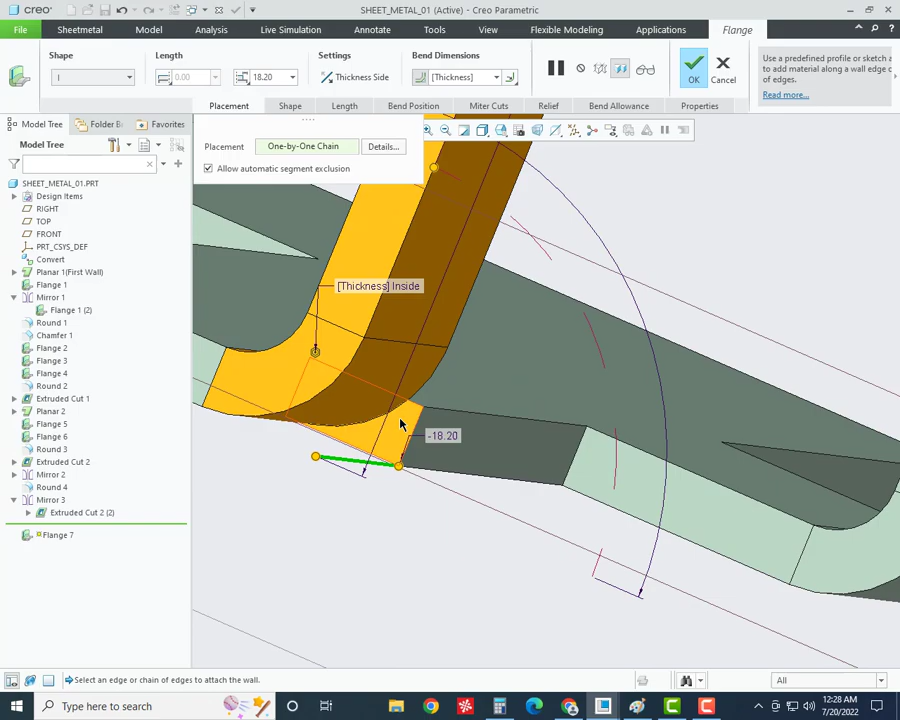 creo
SHEET_METAL_01 (Active) - Creo Parametric
File Sheetmetal Model Analysis Live Simulation Annotate Tools View Flexible Modeling Applications Flange
Shape Length Settings Bend Dimensions
I 0.00 18.20 Thickness Side [Thickness]
OK Cancel
Use a predefined profile or sketch a
to add material along a wall edge
of edges.
Read more...
Placement Shape Length Bend Position Miter Cuts Relief Bend Allowance Properties
Model Tree Folder B Favorites
Model Tree
Placement One-by-One Chain Details...
Allow automatic segment exclusion
SHEET_METAL_01.PRT
Design Items
RIGHT
TOP
FRONT
PRT_CSYS_DEF
Convert
Planar 1(First Wall)
Flange 1
Mirror 1
Flange 1 (2)
Round 1
Chamfer 1
Flange 2
Flange 3
Flange 4
Round 2
Extruded Cut 1
Planar 2
Flange 5
Flange 6
Round 3
Extruded Cut 2
Mirror 2
Round 4
Mirror 3
Extruded Cut 2 (2)
Flange 7
[Thickness] Inside
-18.20
Select an edge or chain of edges to attach the wall.
All
Type here to search
12:28 AM
7/20/2022